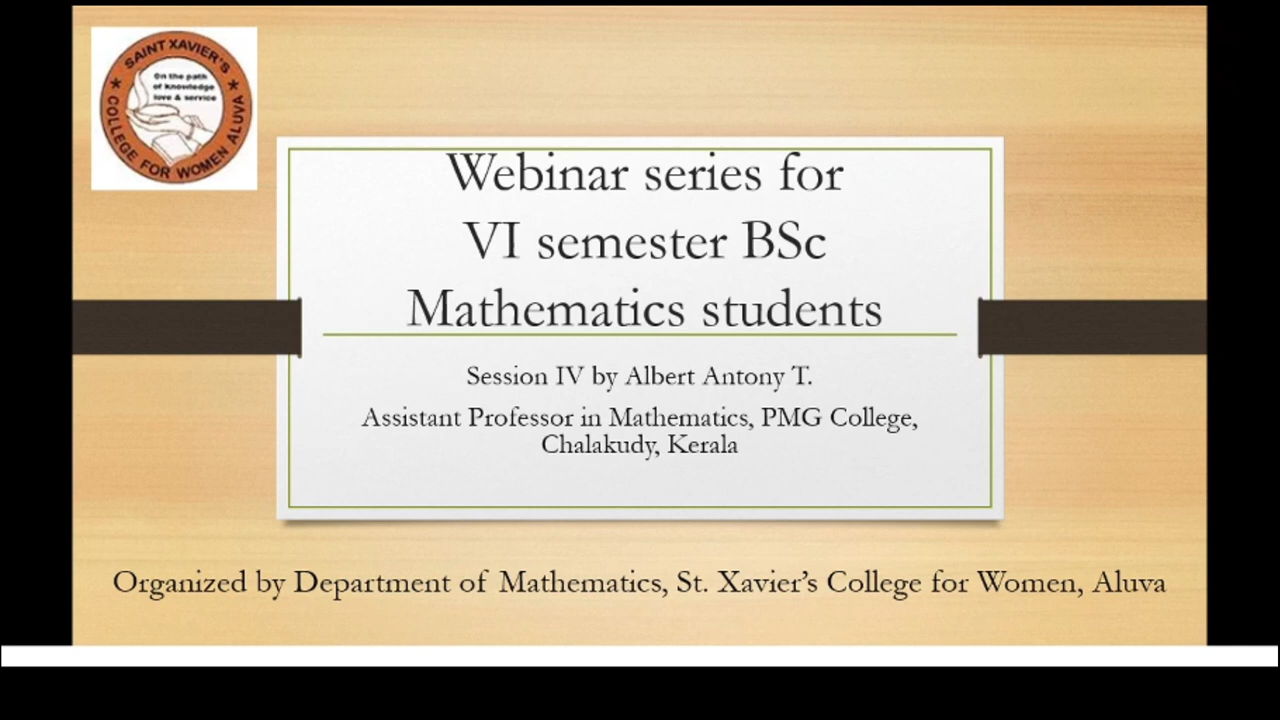 SAINT XAVIER'S
COLLEGE FOR WOMEN ALUVA
On the path
of knowledge
love & service
Webinar series for
VI semester BSc
Mathematics students
Session IV by Albert Antony T.
Assistant Professor in Mathematics, PMG College,
Chalakudy, Kerala
Organized by Department of Mathematics, St. Xavier's College for Women, Aluva